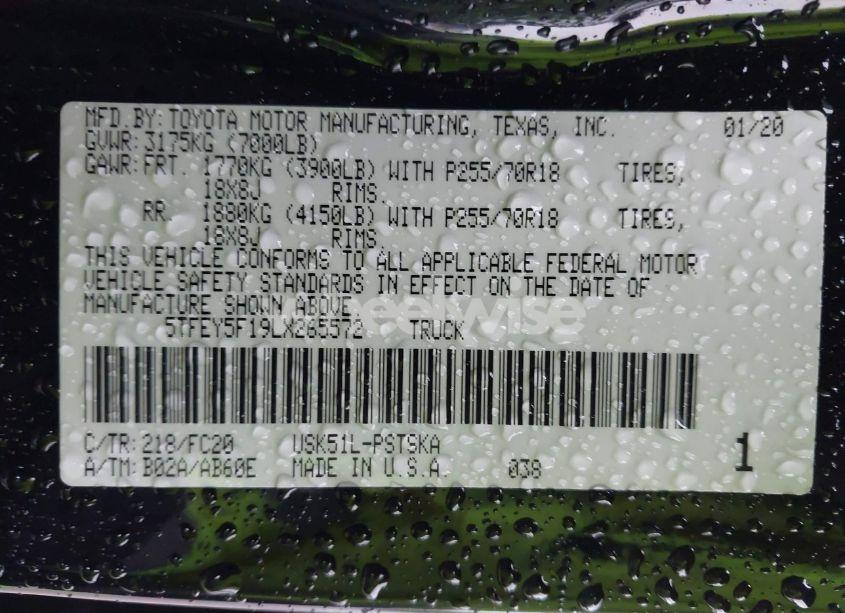 MFD.BY: TOYOTA MOTOR MANUFACTURING, TEXAS, INC. 01/20
GVWR: 3175KG (7000LB)
GAWR: FRT. 1770KG (3900LB) WITH P255/70R18 TIRES,
18X8J RIMS.
RR. 1880KG (4150LB) WITH P255/70R18 TIRES,
18X8J RIMS.
THIS VEHICLE CONFORMS TO ALL APPLICABLE FEDERAL MOTOR
VEHICLE SAFETY STANDARDS IN EFFECT ON THE DATE OF
MANUFACTURE SHOWN ABOVE
5TFEY5F19LX265572 TRUCK
wheelwise
C/TR: 218/FC20 USK51L-PSTSKA
A/TM: B02A/AB60E MADE IN U.S.A. 038 1